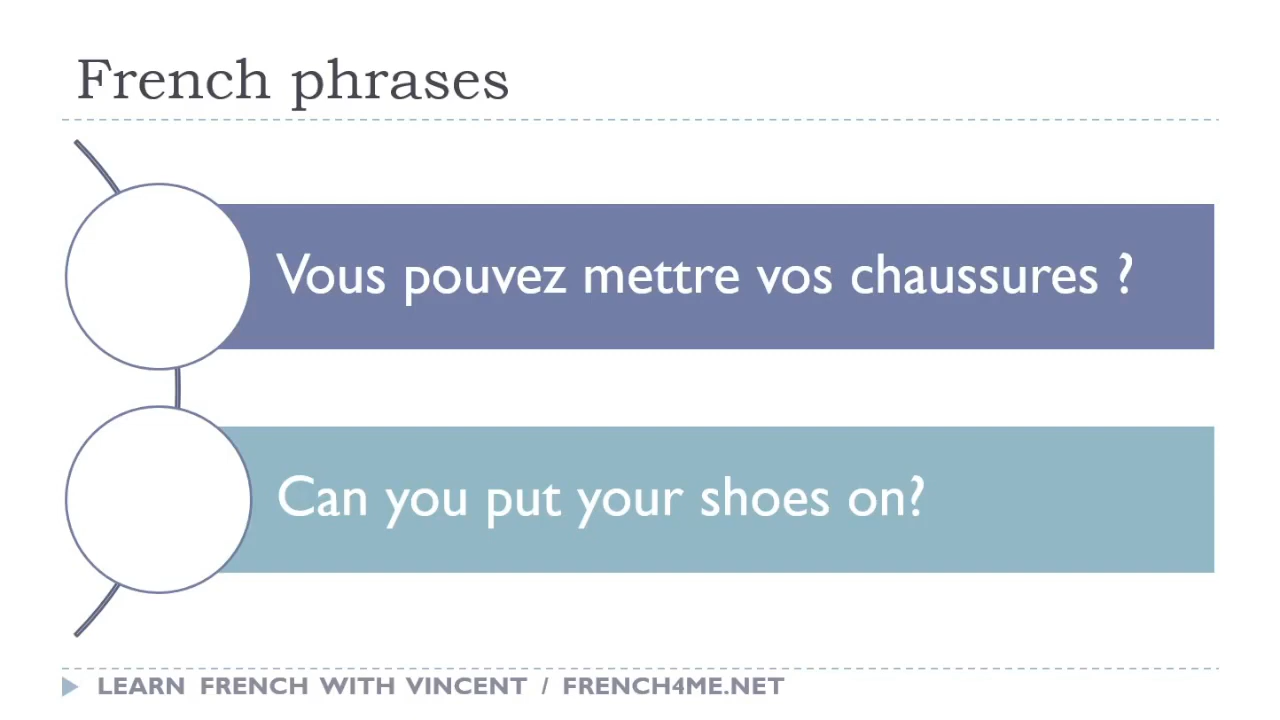 French phrases
Vous pouvez mettre vos chaussures ?
Can you put your shoes on?
LEARN FRENCH WITH VINCENT / FRENCH4ME.NET